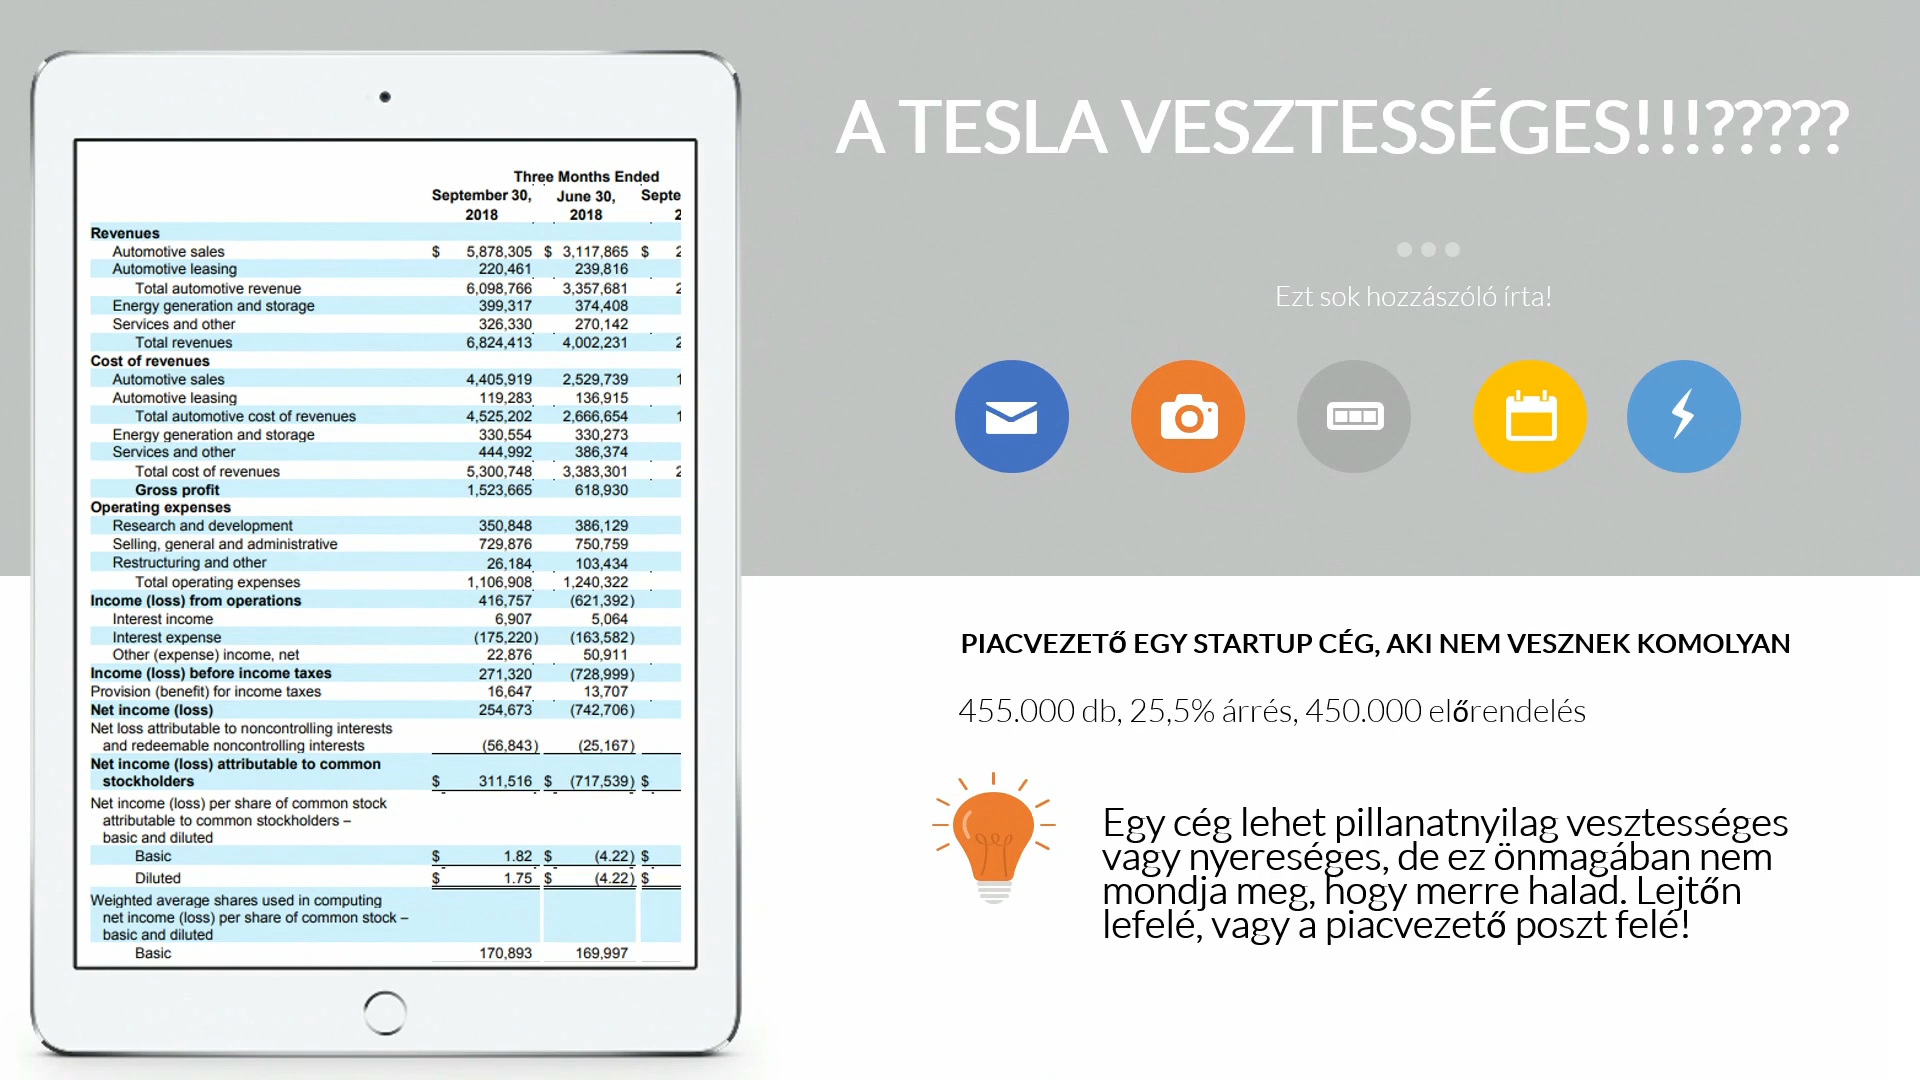 Three Months Ended
September 30, June 30, Septe
2018 2018 2
Revenues
Automotive sales $ 5,878,305 $ 3,117,865 $ 2
Automotive leasing 220,461 239,816
Total automotive revenue 6,098,766 3,357,681 2
Energy generation and storage 399,317 374,408
Services and other 326,330 270,142
Total revenues 6,824,413 4,002,231 2
Cost of revenues
Automotive sales 4,405,919 2,529,739 1
Automotive leasing 119,283 136,915
Total automotive cost of revenues 4,525,202 2,666,654 1
Energy generation and storage 330,554 330,273
Services and other 444,992 386,374
Total cost of revenues 5,300,748 3,383,301 2
Gross profit 1,523,665 618,930
Operating expenses
Research and development 350,848 386,129
Selling, general and administrative 729,876 750,759
Restructuring and other 26,184 103,434
Total operating expenses 1,106,908 1,240,322
Income (loss) from operations 416,757 (621,392)
Interest income 6,907 5,064
Interest expense (175,220) (163,582)
Other (expense) income, net 22,876 50,911
Income (loss) before income taxes 271,320 (728,999)
Provision (benefit) for income taxes 16,647 13,707
Net income (loss) 254,673 (742,706)
Net loss attributable to noncontrolling interests
and redeemable noncontrolling interests (56,843) (25,167)
Net income (loss) attributable to common
stockholders $ 311,516 $ (717,539) $
Net income (loss) per share of common stock
attributable to common stockholders –
basic and diluted
Basic $ 1.82 $ (4.22) $
Diluted $ 1.75 $ (4.22) $
Weighted average shares used in computing
net income (loss) per share of common stock –
basic and diluted
Basic 170,893 169,997
A TESLA VESZTESSÉGES!!!?????
Ezt sok hozzászóló írta!
PIACVEZETő EGY STARTUP CÉG, AKI NEM VESZNEK KOMOLYAN
455.000 db, 25,5% árrés, 450.000 előrendelés
Egy cég lehet pillanatnyilag vesztességes
vagy nyereséges, de ez önmagában nem
mondja meg, hogy merre halad. Lejtőn
lefelé, vagy a piacvezető poszt felé!